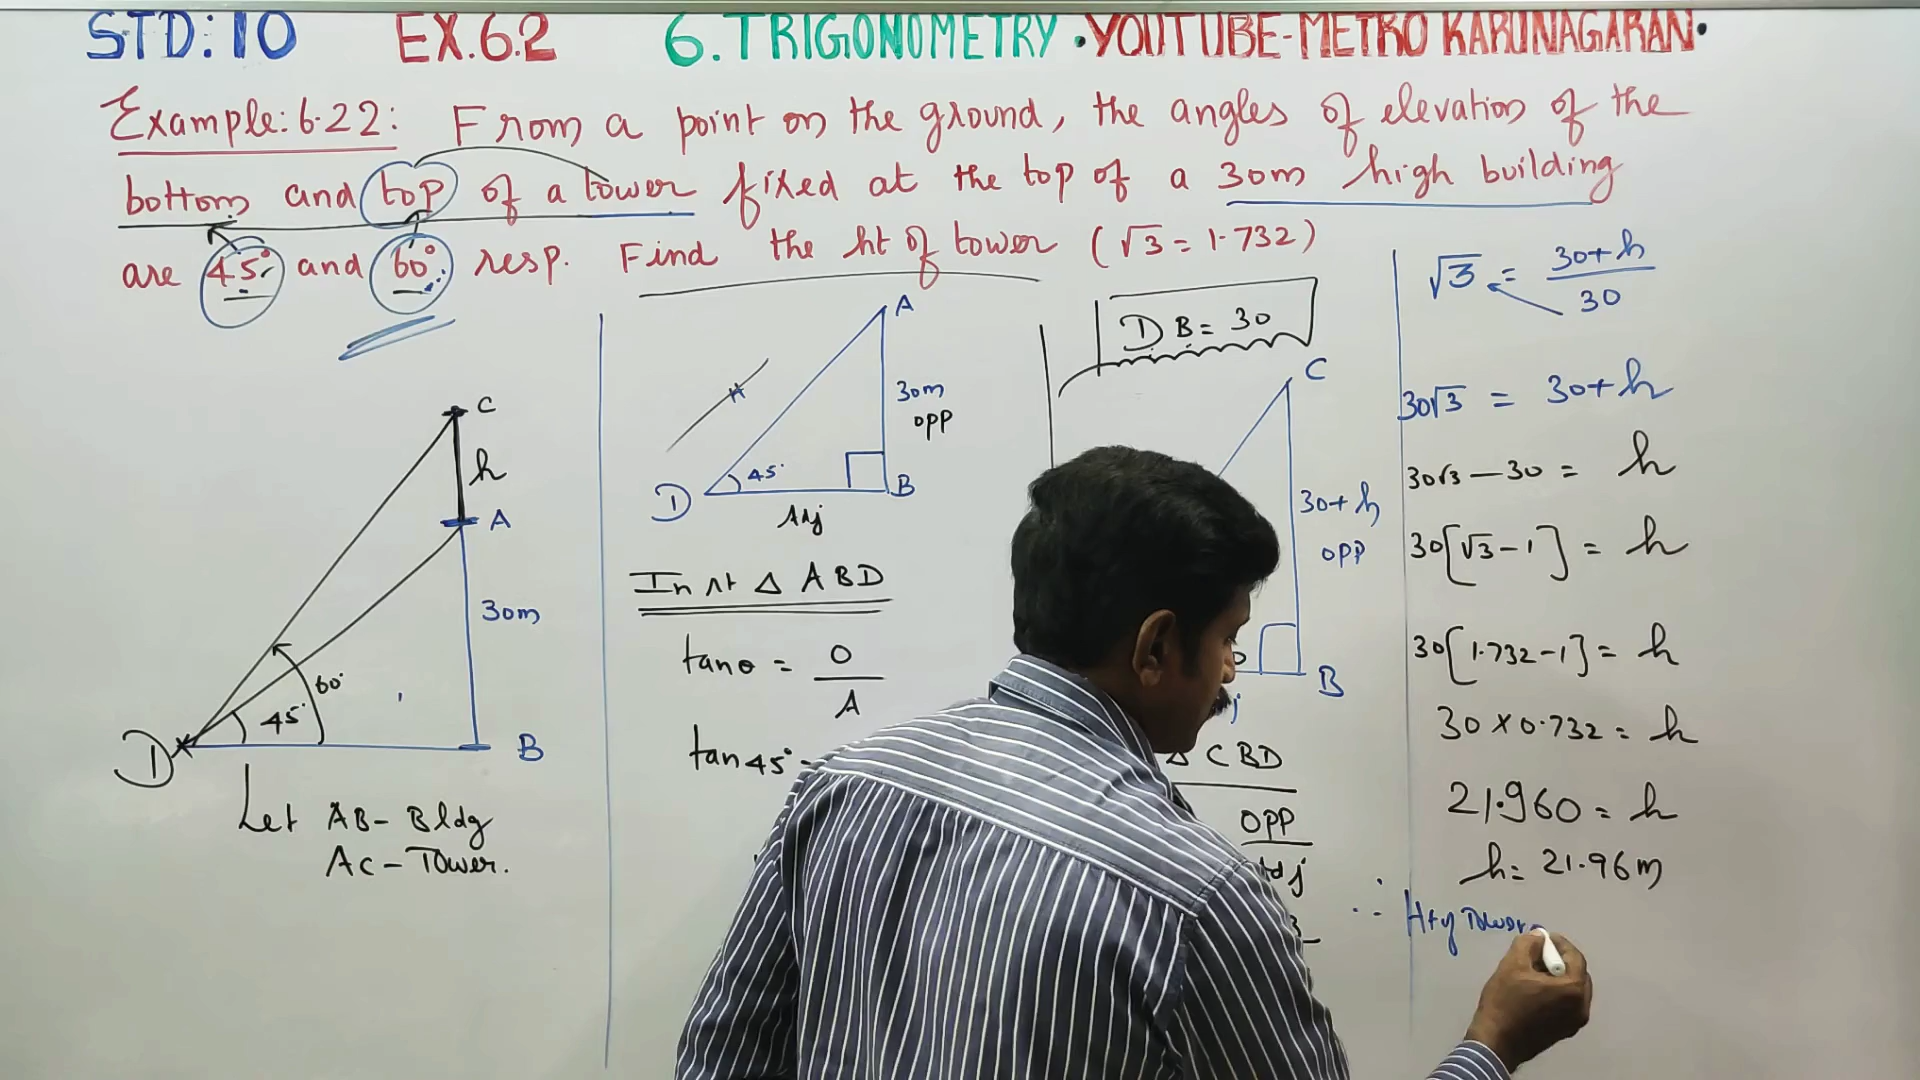 STD: 10 EX.6.2 6. TRIGONOMETRY • YOUTUBE-METRO KARUNAGARAN •
Example: 6.22: From a point on the ground, the angles of elevation of the
bottom and top of a tower fixed at the top of a 30m high building
are 45° and 60° resp. Find the ht of tower (√3 = 1.732)
C
h
A
30m
60°
45°
D
B
Let AB - Bldg
AC - Tower.
A
30m
opp
45°
D
B
Adj
In rt △ ABD
tanθ = O
A
tan45°
DB = 30
C
30+h
opp
B
△ CBD
opp
Adj
√3 = 30+h
30
30√3 = 30+h
30√3 - 30 = h
30[√3-1] = h
30[1.732-1] = h
30 × 0.732 = h
21.960 = h
h = 21.96m
∴ Ht of Tower